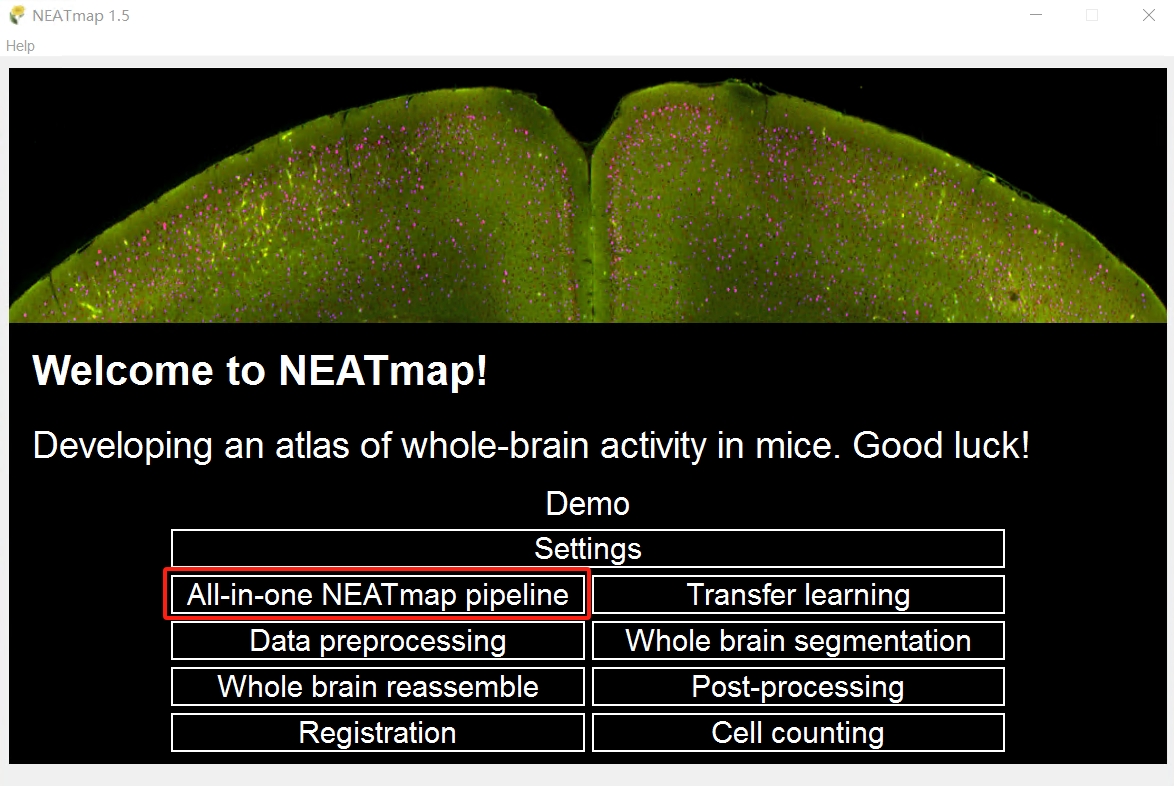 NEATmap 1.5
Help
Welcome to NEATmap!
Developing an atlas of whole-brain activity in mice. Good luck!
Demo
Settings
All-in-one NEATmap pipeline
Transfer learning
Data preprocessing
Whole brain segmentation
Whole brain reassemble
Post-processing
Registration
Cell counting